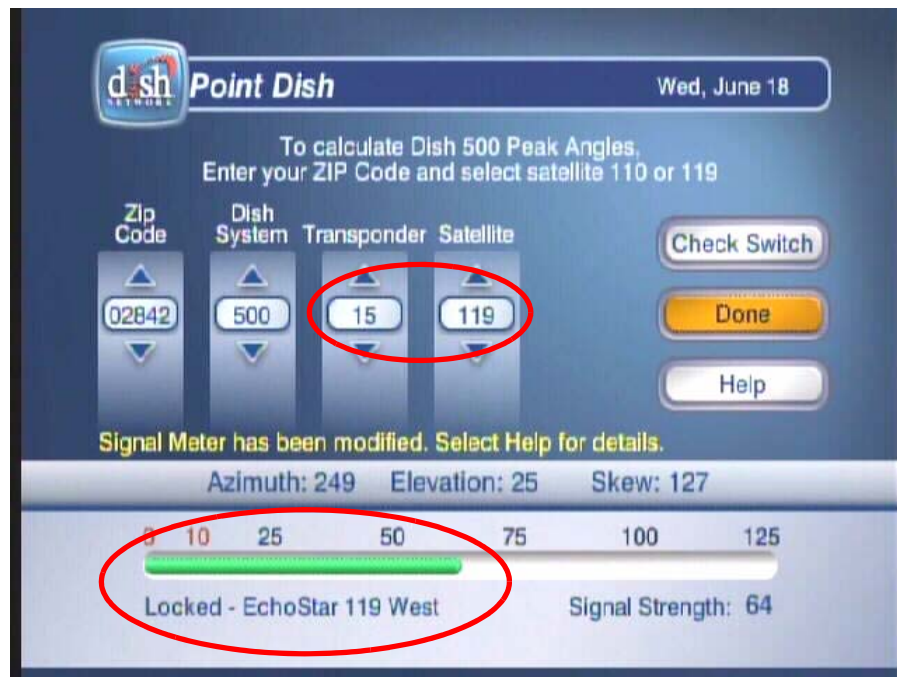 dish
NETWORK
Point Dish
Wed, June 18
To calculate Dish 500 Peak Angles,
Enter your ZIP Code and select satellite 110 or 119
Zip Code
Dish System
Transponder
Satellite
02842
500
15
119
Check Switch
Done
Help
Signal Meter has been modified. Select Help for details.
Azimuth: 249 Elevation: 25 Skew: 127
0 10 25 50 75 100 125
Locked - EchoStar 119 West
Signal Strength: 64